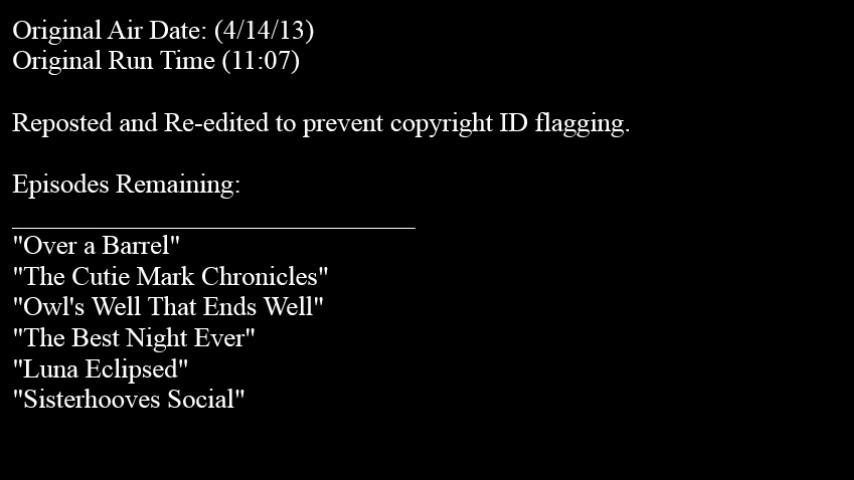 Original Air Date: (4/14/13)
Original Run Time (11:07)
Reposted and Re-edited to prevent copyright ID flagging.
Episodes Remaining:
"Over a Barrel"
"The Cutie Mark Chronicles"
"Owl's Well That Ends Well"
"The Best Night Ever"
"Luna Eclipsed"
"Sisterhooves Social"